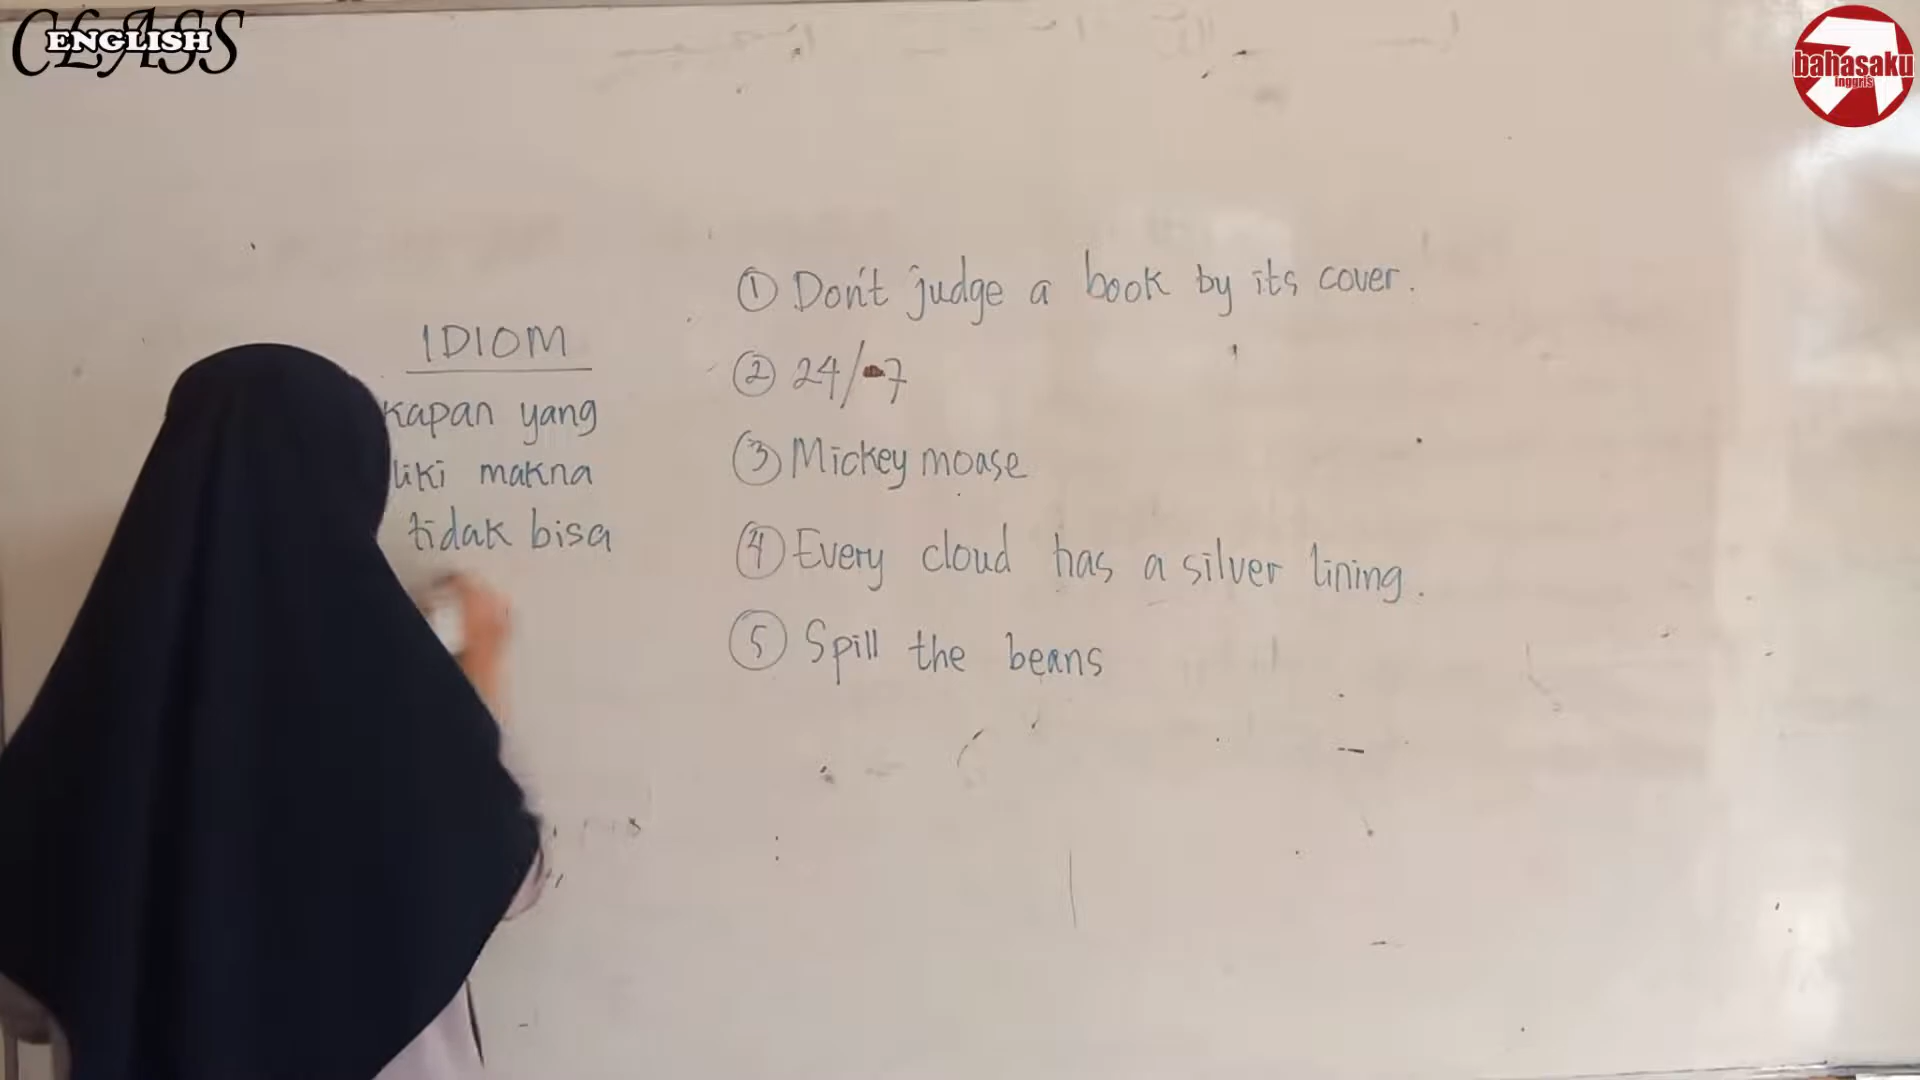 CLASS
ENGLISH
bahasaku
inggris
IDIOM
kapan yang
liki makna
tidak bisa
① Don't judge a book by its cover.
② 24/7
③ Mickey mouse
④ Every cloud has a silver lining.
⑤ Spill the beans